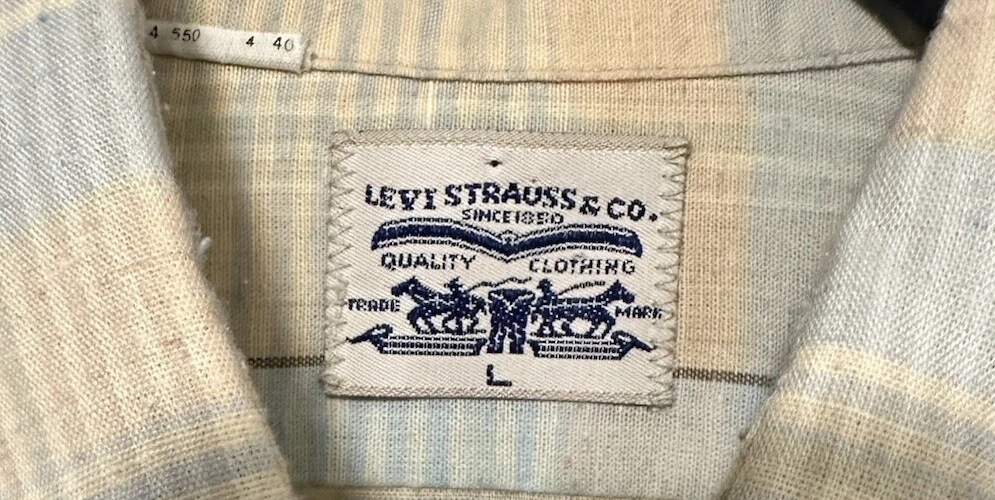 4 550 4 40
LEVI STRAUSS & CO.
SINCE 1850
QUALITY CLOTHING
TRADE MARK
L